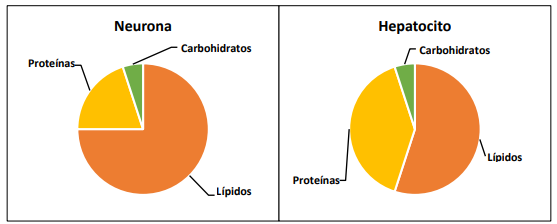 Neurona
Carbohidratos
Proteínas
Lípidos
Hepatocito
Carbohidratos
Lípidos
Proteínas